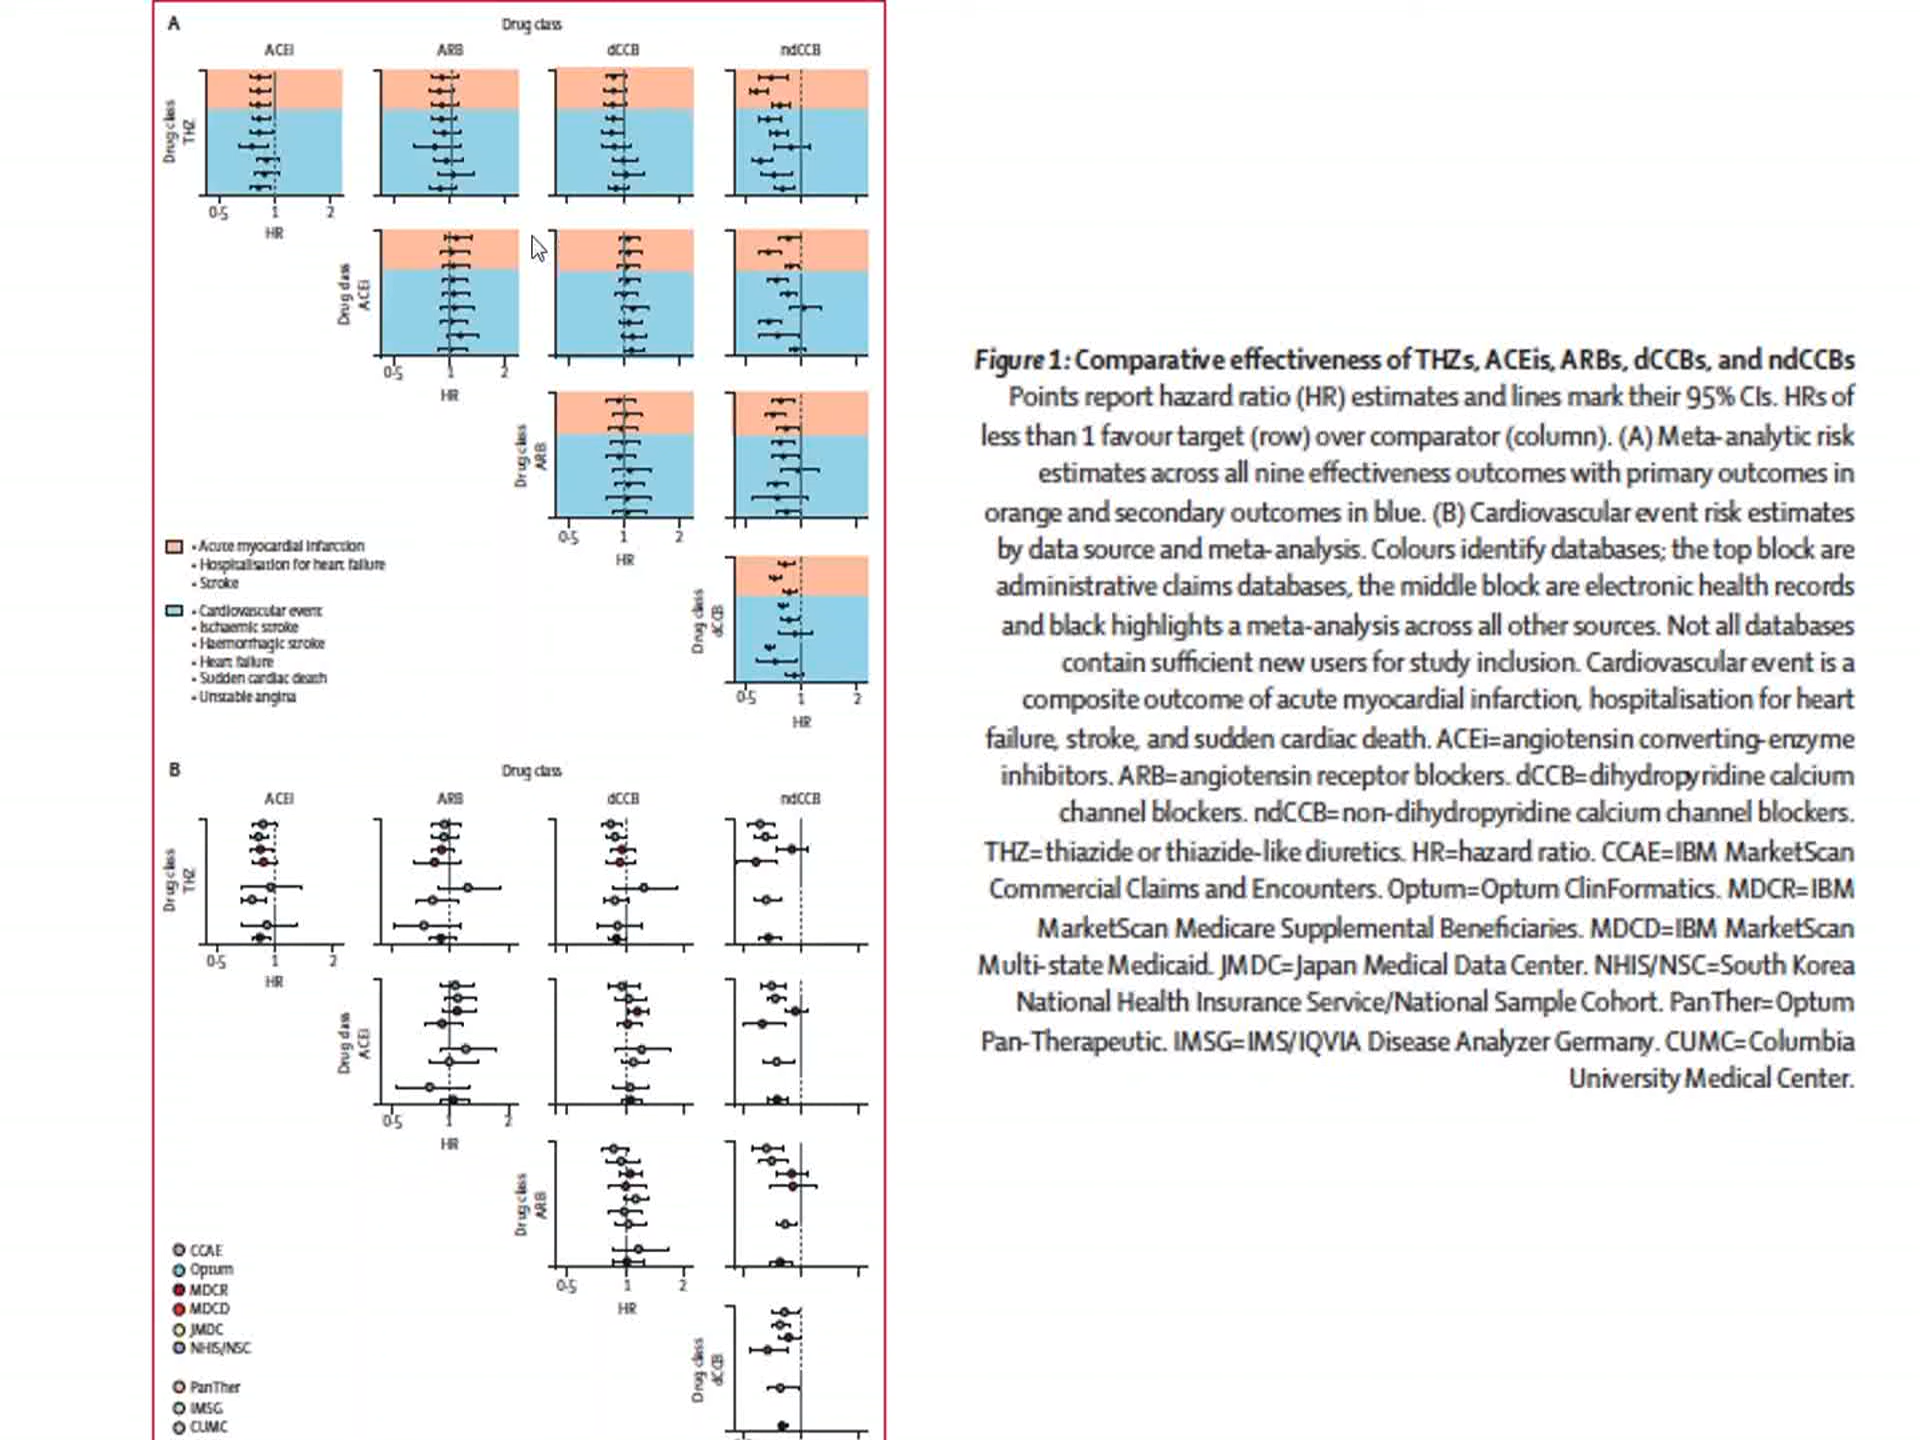 A
Drug class
ACEi
ARB
dCCB
ndCCB
Drug class
THZ
0·5
1
2
HR
Drug class
ACEi
0·5
1
2
HR
Drug class
ARB
0·5
1
2
HR
Drug class
dCCB
0·5
1
2
HR
• Acute myocardial infarction
• Hospitalisation for heart failure
• Stroke
• Cardiovascular event
• Ischaemic stroke
• Haemorrhagic stroke
• Heart failure
• Sudden cardiac death
• Unstable angina
B
Drug class
ACEi
ARB
dCCB
ndCCB
Drug class
THZ
0·5
1
2
HR
Drug class
ACEi
0·5
1
2
HR
Drug class
ARB
0·5
1
2
HR
Drug class
dCCB
CCAE
Optum
MDCR
MDCD
JMDC
NHIS/NSC
PanTher
IMSG
CUMC
Figure 1: Comparative effectiveness of THZs, ACEis, ARBs, dCCBs, and ndCCBs
Points report hazard ratio (HR) estimates and lines mark their 95% CIs. HRs of
less than 1 favour target (row) over comparator (column). (A) Meta-analytic risk
estimates across all nine effectiveness outcomes with primary outcomes in
orange and secondary outcomes in blue. (B) Cardiovascular event risk estimates
by data source and meta-analysis. Colours identify databases; the top block are
administrative claims databases, the middle block are electronic health records
and black highlights a meta-analysis across all other sources. Not all databases
contain sufficient new users for study inclusion. Cardiovascular event is a
composite outcome of acute myocardial infarction, hospitalisation for heart
failure, stroke, and sudden cardiac death. ACEi=angiotensin converting-enzyme
inhibitors. ARB=angiotensin receptor blockers. dCCB=dihydropyridine calcium
channel blockers. ndCCB=non-dihydropyridine calcium channel blockers.
THZ=thiazide or thiazide-like diuretics. HR=hazard ratio. CCAE=IBM MarketScan
Commercial Claims and Encounters. Optum=Optum ClinFormatics. MDCR=IBM
MarketScan Medicare Supplemental Beneficiaries. MDCD=IBM MarketScan
Multi-state Medicaid. JMDC=Japan Medical Data Center. NHIS/NSC=South Korea
National Health Insurance Service/National Sample Cohort. PanTher=Optum
Pan-Therapeutic. IMSG=IMS/IQVIA Disease Analyzer Germany. CUMC=Columbia
University Medical Center.